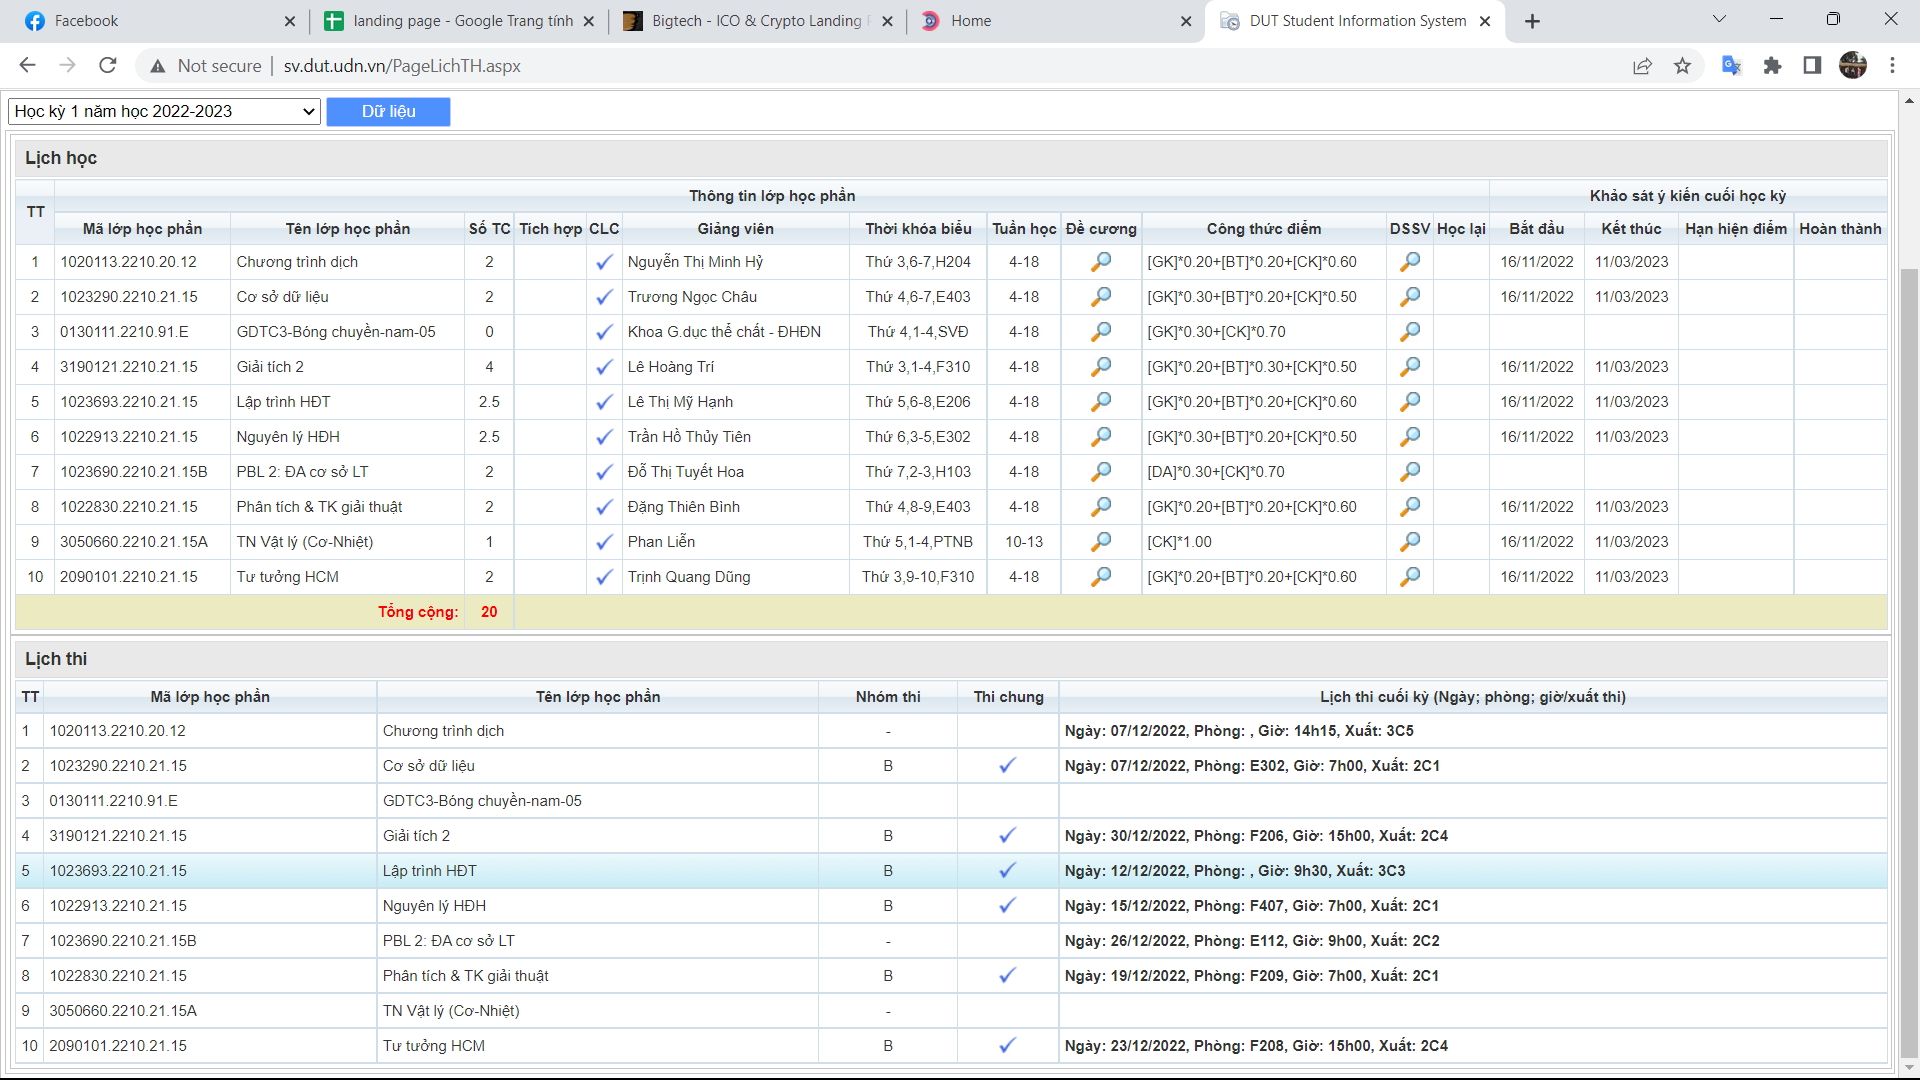 Facebook
landing page - Google Trang tính
Bigtech - ICO & Crypto Landing
Home
DUT Student Information System
Not secure | sv.dut.udn.vn/PageLichTH.aspx
Học kỳ 1 năm học 2022-2023 Dữ liệu
Lịch học
TT Thông tin lớp học phần Khảo sát ý kiến cuối học kỳ
Mã lớp học phần Tên lớp học phần Số TC Tích hợp CLC Giảng viên Thời khóa biểu Tuần học Đề cương Công thức điểm DSSV Học lại Bắt đầu Kết thúc Hạn hiện điểm Hoàn thành
1 1020113.2210.20.12 Chương trình dịch 2 Nguyễn Thị Minh Hỷ Thứ 3,6-7,H204 4-18 [GK]*0.20+[BT]*0.20+[CK]*0.60 16/11/2022 11/03/2023
2 1023290.2210.21.15 Cơ sở dữ liệu 2 Trương Ngọc Châu Thứ 4,6-7,E403 4-18 [GK]*0.30+[BT]*0.20+[CK]*0.50 16/11/2022 11/03/2023
3 0130111.2210.91.E GDTC3-Bóng chuyền-nam-05 0 Khoa G.dục thể chất - ĐHĐN Thứ 4,1-4,SVĐ 4-18 [GK]*0.30+[CK]*0.70
4 3190121.2210.21.15 Giải tích 2 4 Lê Hoàng Trí Thứ 3,1-4,F310 4-18 [GK]*0.20+[BT]*0.30+[CK]*0.50 16/11/2022 11/03/2023
5 1023693.2210.21.15 Lập trình HĐT 2.5 Lê Thị Mỹ Hạnh Thứ 5,6-8,E206 4-18 [GK]*0.20+[BT]*0.20+[CK]*0.60 16/11/2022 11/03/2023
6 1022913.2210.21.15 Nguyên lý HĐH 2.5 Trần Hồ Thủy Tiên Thứ 6,3-5,E302 4-18 [GK]*0.30+[BT]*0.20+[CK]*0.50 16/11/2022 11/03/2023
7 1023690.2210.21.15B PBL 2: ĐA cơ sở LT 2 Đỗ Thị Tuyết Hoa Thứ 7,2-3,H103 4-18 [DA]*0.30+[CK]*0.70
8 1022830.2210.21.15 Phân tích & TK giải thuật 2 Đặng Thiên Bình Thứ 4,8-9,E403 4-18 [GK]*0.20+[BT]*0.20+[CK]*0.60 16/11/2022 11/03/2023
9 3050660.2210.21.15A TN Vật lý (Cơ-Nhiệt) 1 Phan Liễn Thứ 5,1-4,PTNB 10-13 [CK]*1.00 16/11/2022 11/03/2023
10 2090101.2210.21.15 Tư tưởng HCM 2 Trịnh Quang Dũng Thứ 3,9-10,F310 4-18 [GK]*0.20+[BT]*0.20+[CK]*0.60 16/11/2022 11/03/2023
Tổng cộng: 20
Lịch thi
TT Mã lớp học phần Tên lớp học phần Nhóm thi Thi chung Lịch thi cuối kỳ (Ngày; phòng; giờ/xuất thi)
1 1020113.2210.20.12 Chương trình dịch - Ngày: 07/12/2022, Phòng: , Giờ: 14h15, Xuất: 3C5
2 1023290.2210.21.15 Cơ sở dữ liệu B Ngày: 07/12/2022, Phòng: E302, Giờ: 7h00, Xuất: 2C1
3 0130111.2210.91.E GDTC3-Bóng chuyền-nam-05
4 3190121.2210.21.15 Giải tích 2 B Ngày: 30/12/2022, Phòng: F206, Giờ: 15h00, Xuất: 2C4
5 1023693.2210.21.15 Lập trình HĐT B Ngày: 12/12/2022, Phòng: , Giờ: 9h30, Xuất: 3C3
6 1022913.2210.21.15 Nguyên lý HĐH B Ngày: 15/12/2022, Phòng: F407, Giờ: 7h00, Xuất: 2C1
7 1023690.2210.21.15B PBL 2: ĐA cơ sở LT - Ngày: 26/12/2022, Phòng: E112, Giờ: 9h00, Xuất: 2C2
8 1022830.2210.21.15 Phân tích & TK giải thuật B Ngày: 19/12/2022, Phòng: F209, Giờ: 7h00, Xuất: 2C1
9 3050660.2210.21.15A TN Vật lý (Cơ-Nhiệt) -
10 2090101.2210.21.15 Tư tưởng HCM B Ngày: 23/12/2022, Phòng: F208, Giờ: 15h00, Xuất: 2C4